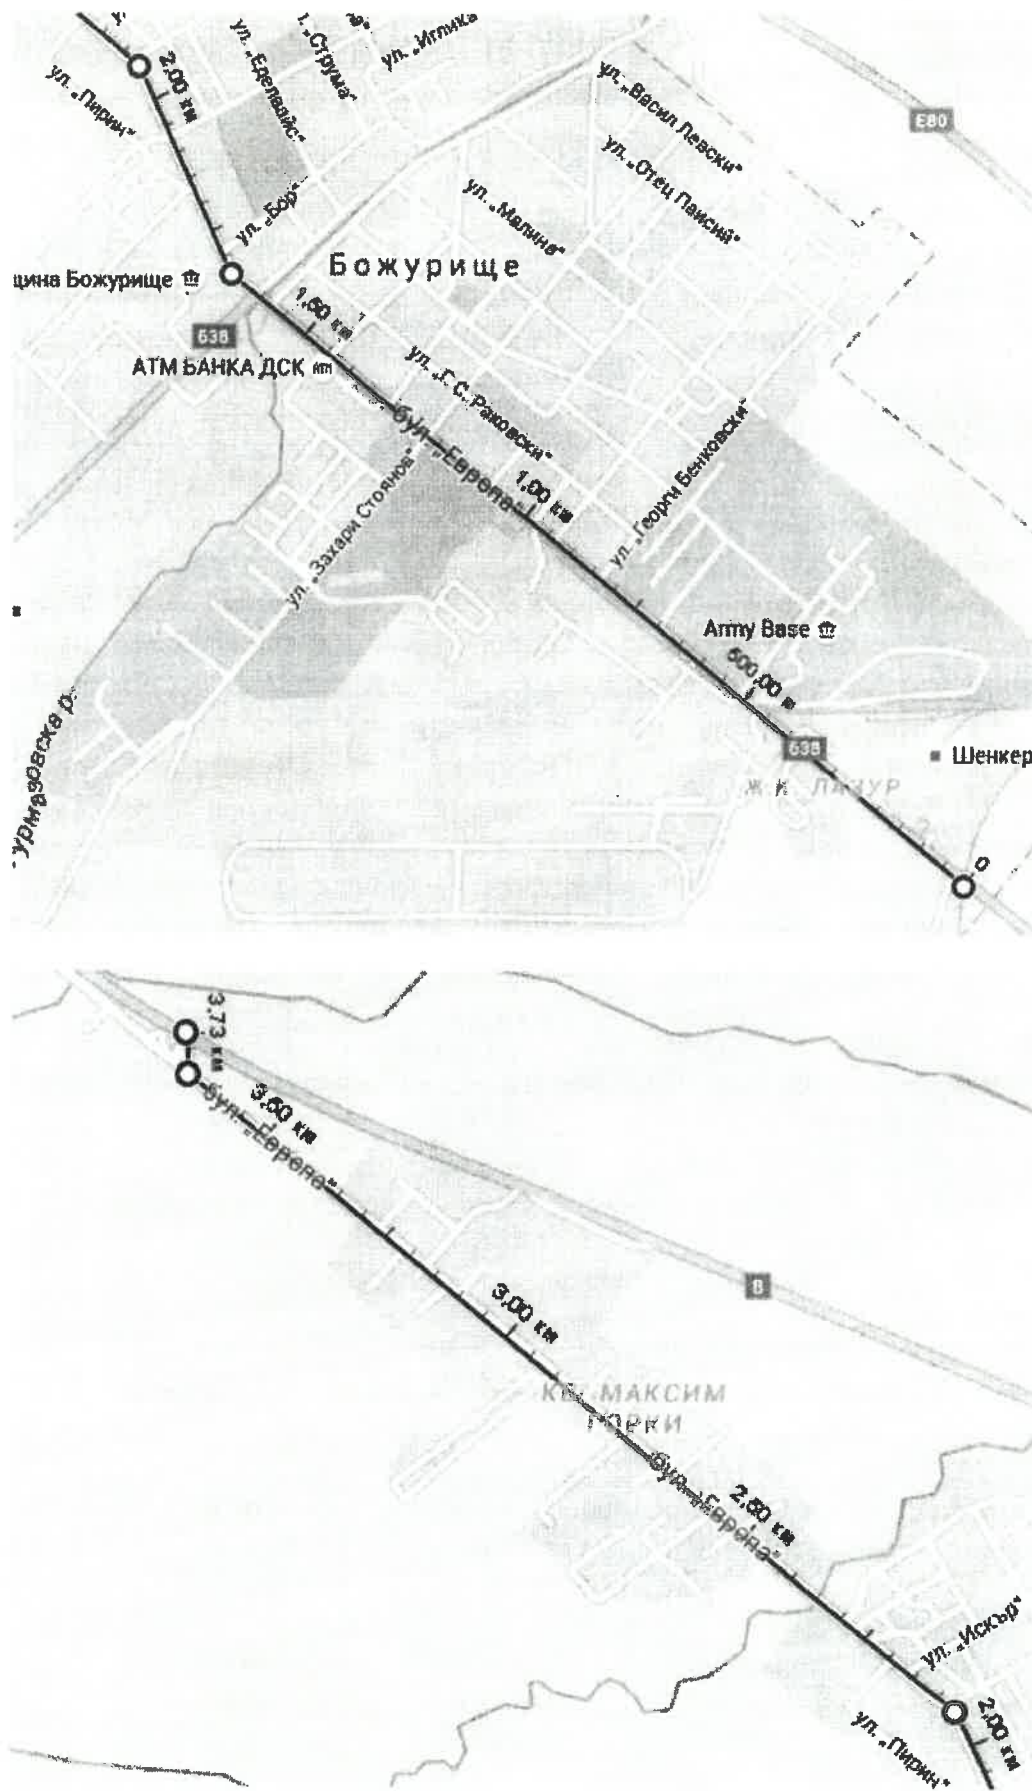 ул. „Иглика
„Струма“
ул. „Еделвайс“
2,00 км
ул. „Пирин“
ул. „Васил Левски“
E80
ул. „Отец Паисий“
ул. „Малина“
ул. „Бор“
Божурище
щина Божурище
1,50 км
638
АТМ БАНКА ДСК
ул. „Г. С. Раковски“
бул. „Европа“
ул. „Георги Бенковски“
1,00 км
ул. „Захари Стоянов“
Army Base
500,00 м
638
Шенкер
Ж.К. ЛАЗУР
0
3,73 км
3,50 км
бул. „Европа“
3,00 км
8
КВ. МАКСИМ
ГОРКИ
бул. „Европа“
2,50 км
ул. „Искър“
2,00 км
ул. „Пирин“